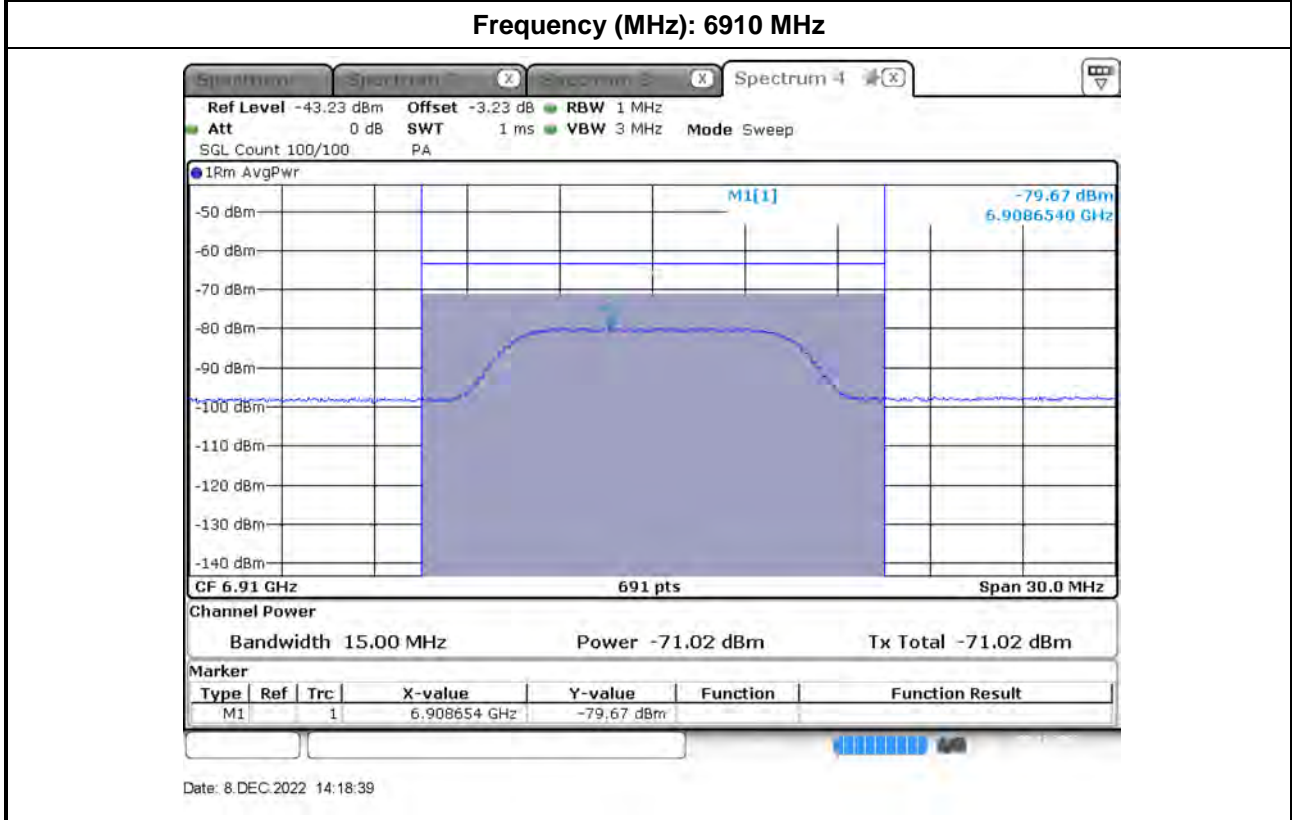 Frequency (MHz): 6910 MHz
Spectrum 4
Ref Level -43.23 dBm Offset -3.23 dB RBW 1 MHz
Att 0 dB SWT 1 ms VBW 3 MHz Mode Sweep
SGL Count 100/100 PA
1Rm AvgPwr
M1[1] -79.67 dBm
6.9086540 GHz
-50 dBm
-60 dBm
-70 dBm
-80 dBm
-90 dBm
-100 dBm
-110 dBm
-120 dBm
-130 dBm
-140 dBm
CF 6.91 GHz 691 pts Span 30.0 MHz
Channel Power
Bandwidth 15.00 MHz Power -71.02 dBm Tx Total -71.02 dBm
Marker
Type Ref Trc X-value Y-value Function Function Result
M1 1 6.908654 GHz -79.67 dBm
Date: 8.DEC.2022 14:18:39